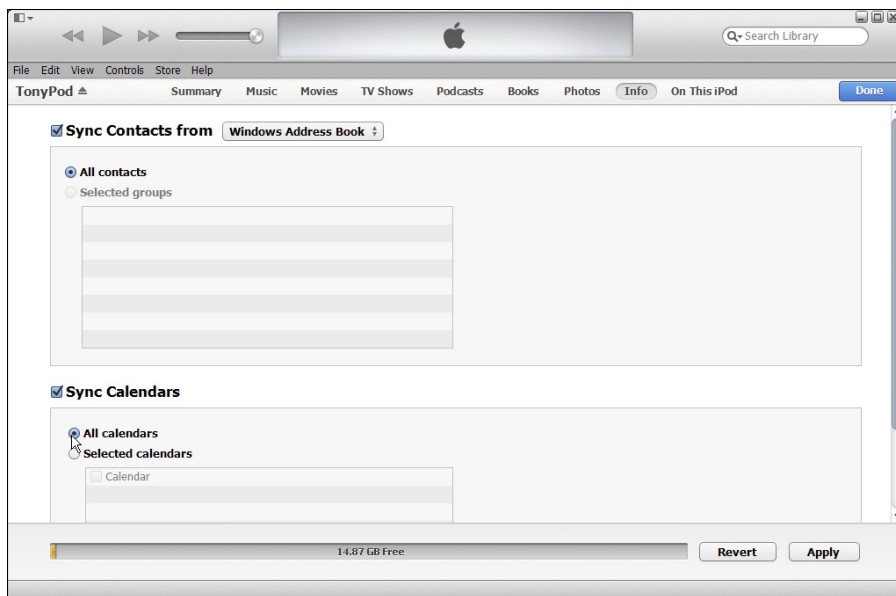 Search Library
File Edit View Controls Store Help
TonyPod Summary Music Movies TV Shows Podcasts Books Photos Info On This iPod Done
Sync Contacts from Windows Address Book
All contacts
Selected groups
Sync Calendars
All calendars
Selected calendars
Calendar
14.87 GB Free Revert Apply